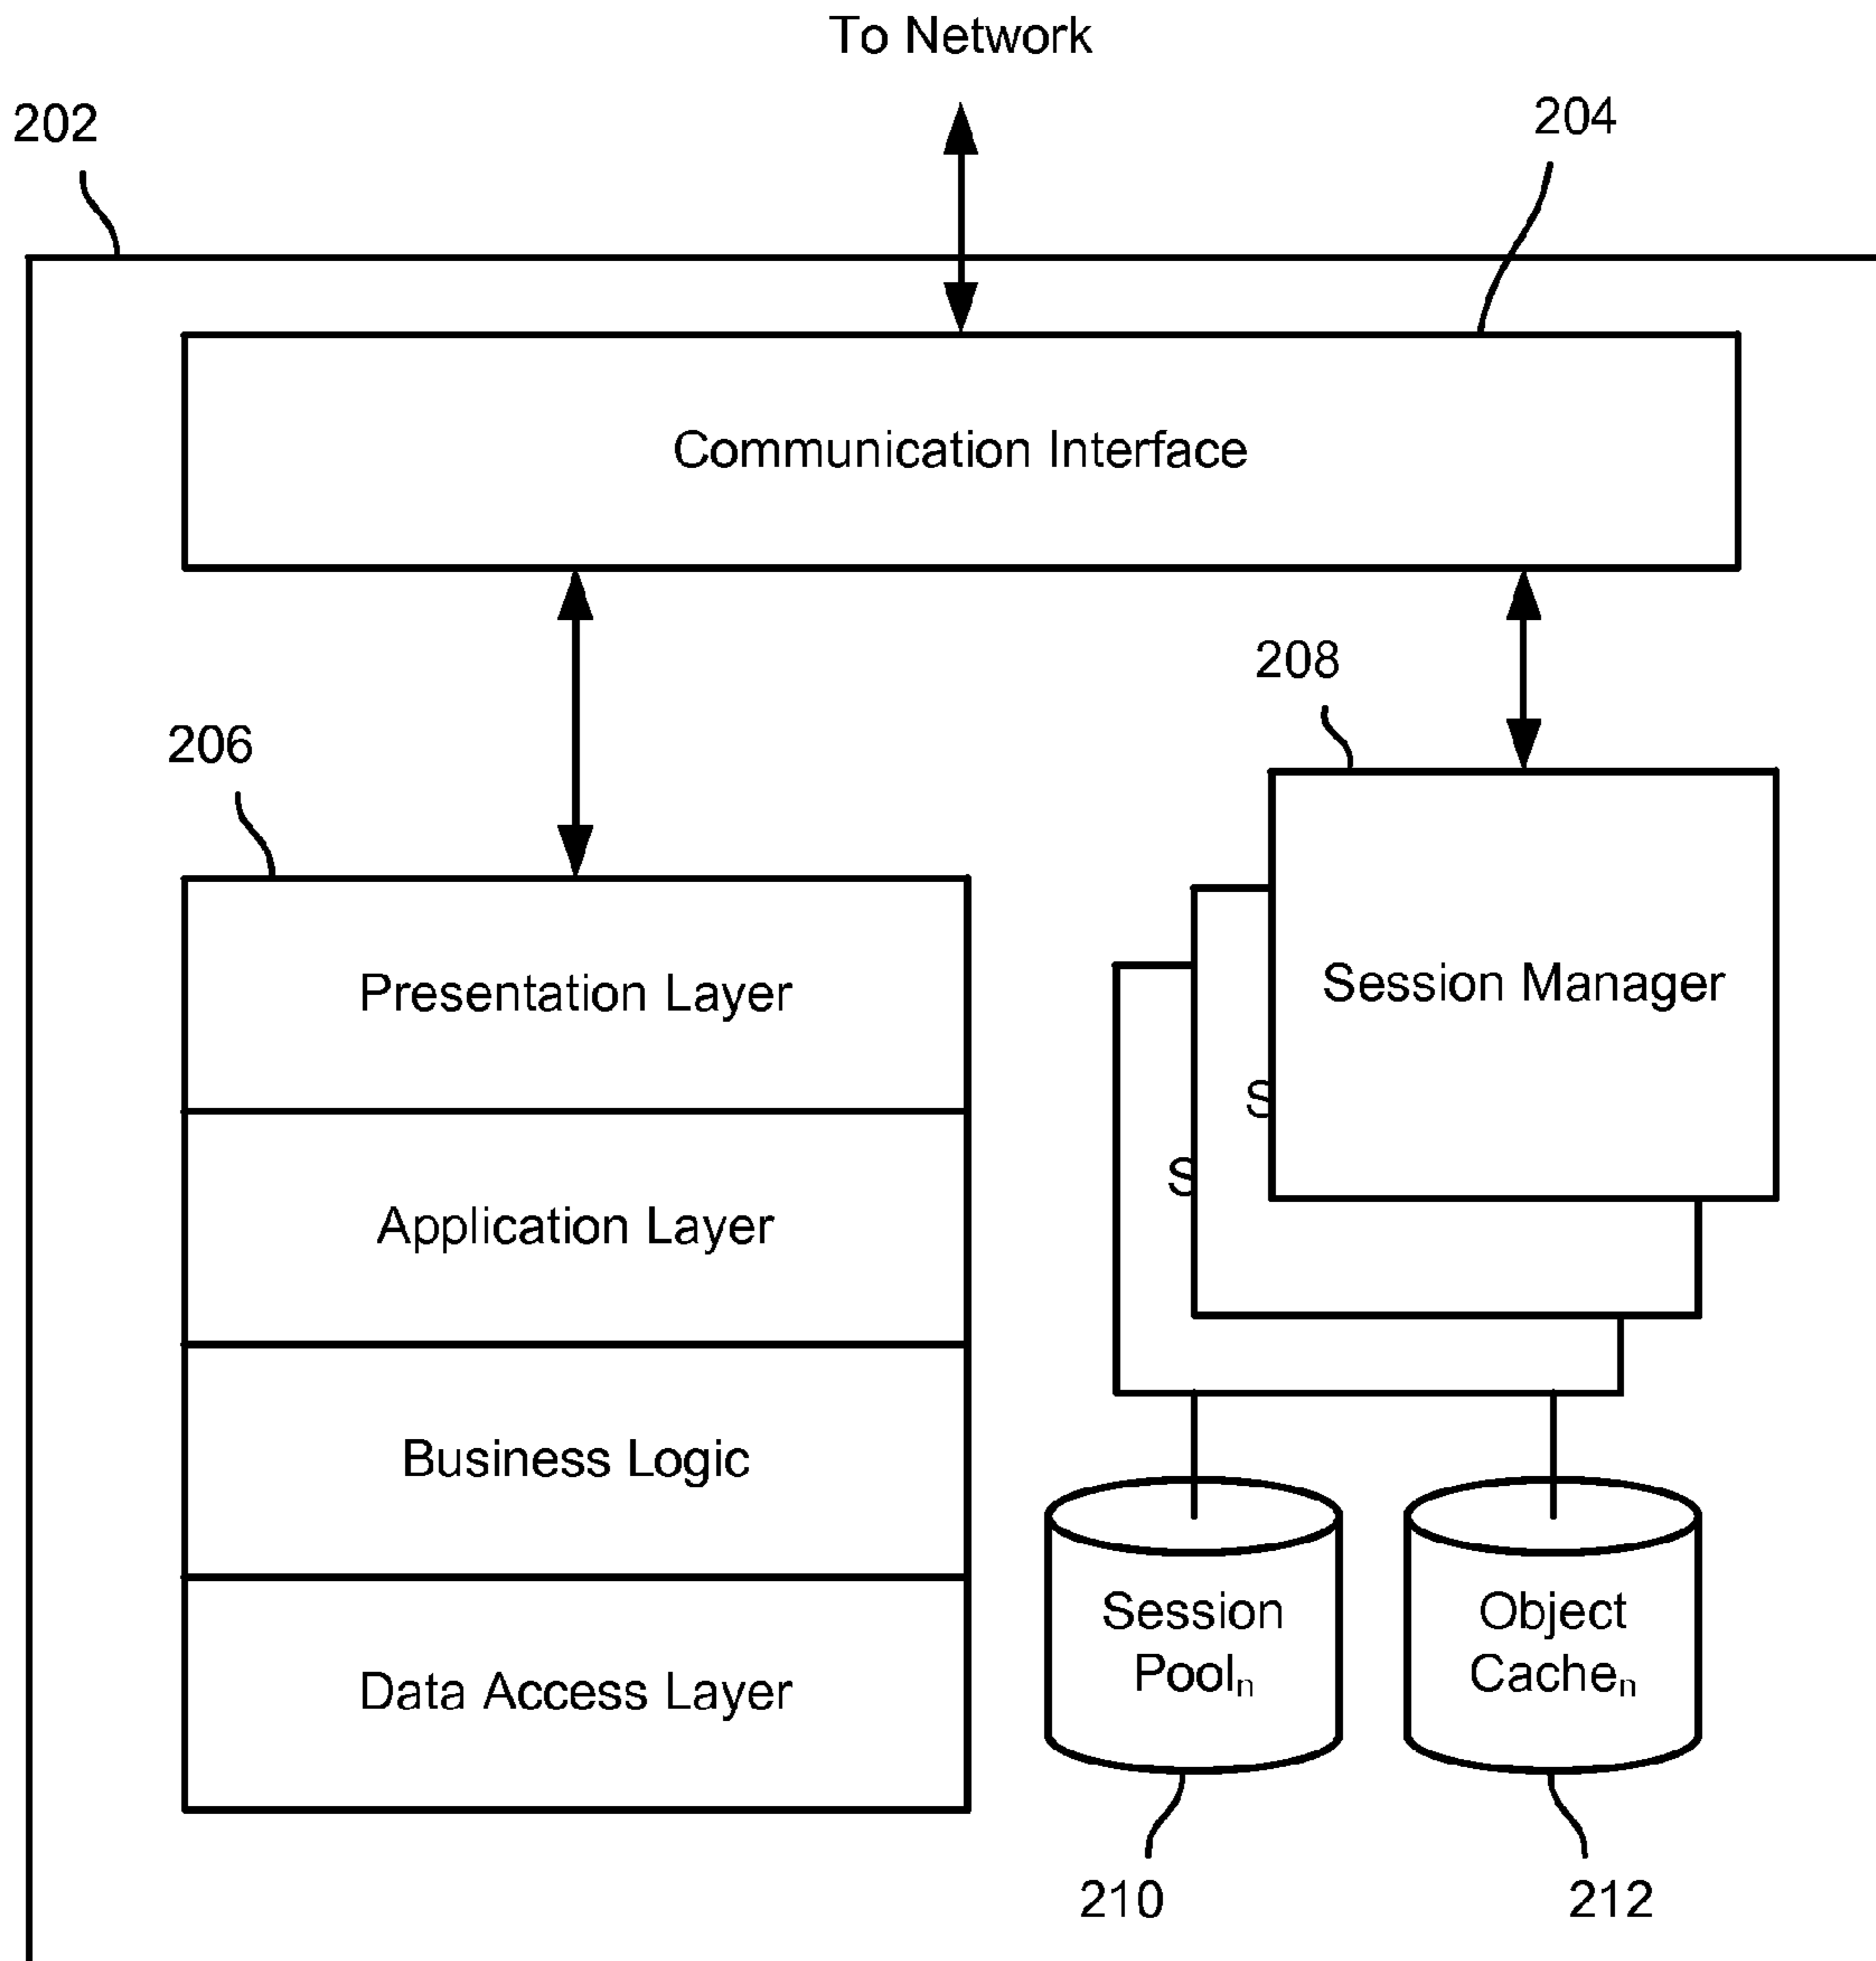 To Network
202
204
Communication Interface
208
206
Presentation Layer
Session Manager
S
S
Application Layer
Business Logic
Session
Pooln
Object
Cachen
Data Access Layer
210
212